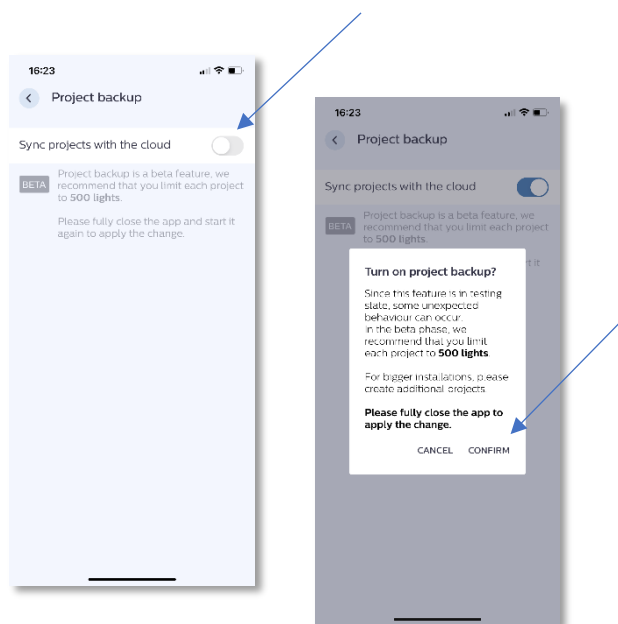 16:23
Project backup
Sync projects with the cloud
BETA
Project backup is a beta feature, we
recommend that you limit each project
to 500 lights.
Please fully close the app and start it
again to apply the change.
16:23
Project backup
Sync projects with the cloud
BETA
Project backup is a beta feature, we
recommend that you limit each project
to 500 lights.
rt it
Turn on project backup?
Since this feature is in testing
state, some unexpected
behaviour can occur.
In the beta phase, we
recommend that you limit
each project to 500 lights.
For bigger installations, please
create additional projects.
Please fully close the app to
apply the change.
CANCEL CONFIRM